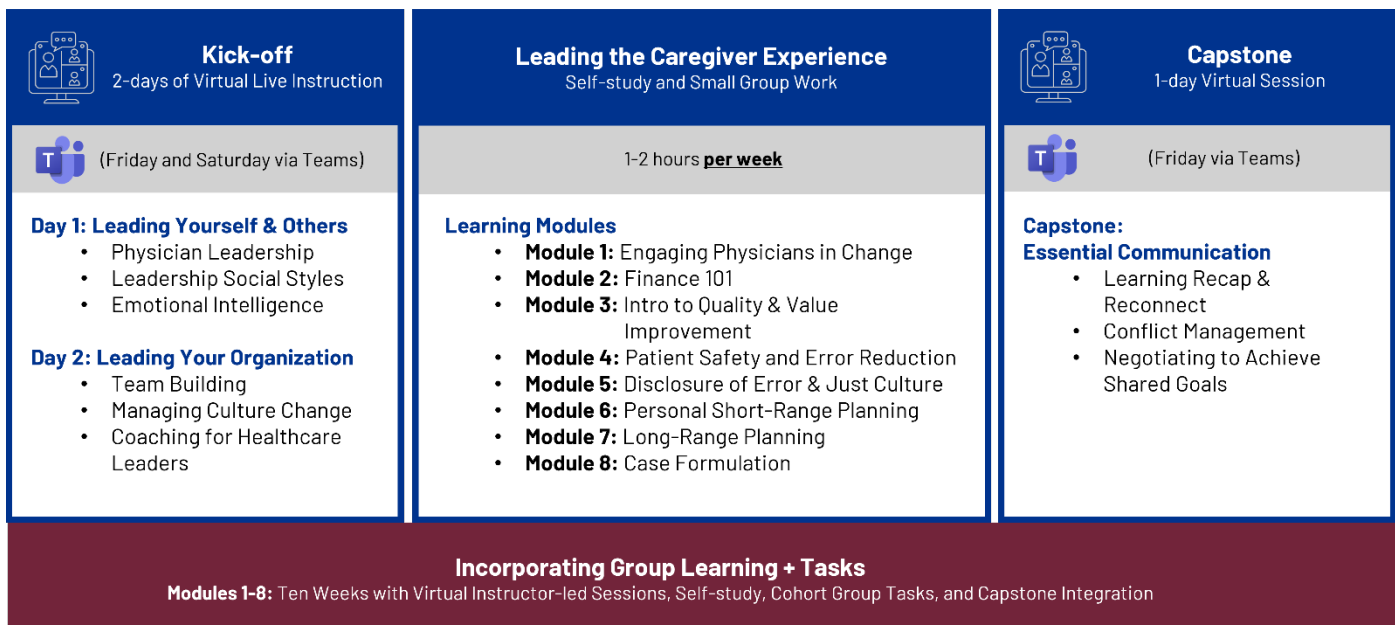 Kick-off
2-days of Virtual Live Instruction
T
(Friday and Saturday via Teams)
Day 1: Leading Yourself & Others
• Physician Leadership
• Leadership Social Styles
• Emotional Intelligence
Day 2: Leading Your Organization
• Team Building
• Managing Culture Change
• Coaching for Healthcare
Leaders
Leading the Caregiver Experience
Self-study and Small Group Work
1-2 hours per week
Learning Modules
• Module 1: Engaging Physicians in Change
• Module 2: Finance 101
• Module 3: Intro to Quality & Value
Improvement
• Module 4: Patient Safety and Error Reduction
• Module 5: Disclosure of Error & Just Culture
• Module 6: Personal Short-Range Planning
• Module 7: Long-Range Planning
• Module 8: Case Formulation
Capstone
1-day Virtual Session
T
(Friday via Teams)
Capstone:
Essential Communication
• Learning Recap &
Reconnect
• Conflict Management
• Negotiating to Achieve
Shared Goals
Incorporating Group Learning + Tasks
Modules 1-8: Ten Weeks with Virtual Instructor-led Sessions, Self-study, Cohort Group Tasks, and Capstone Integration